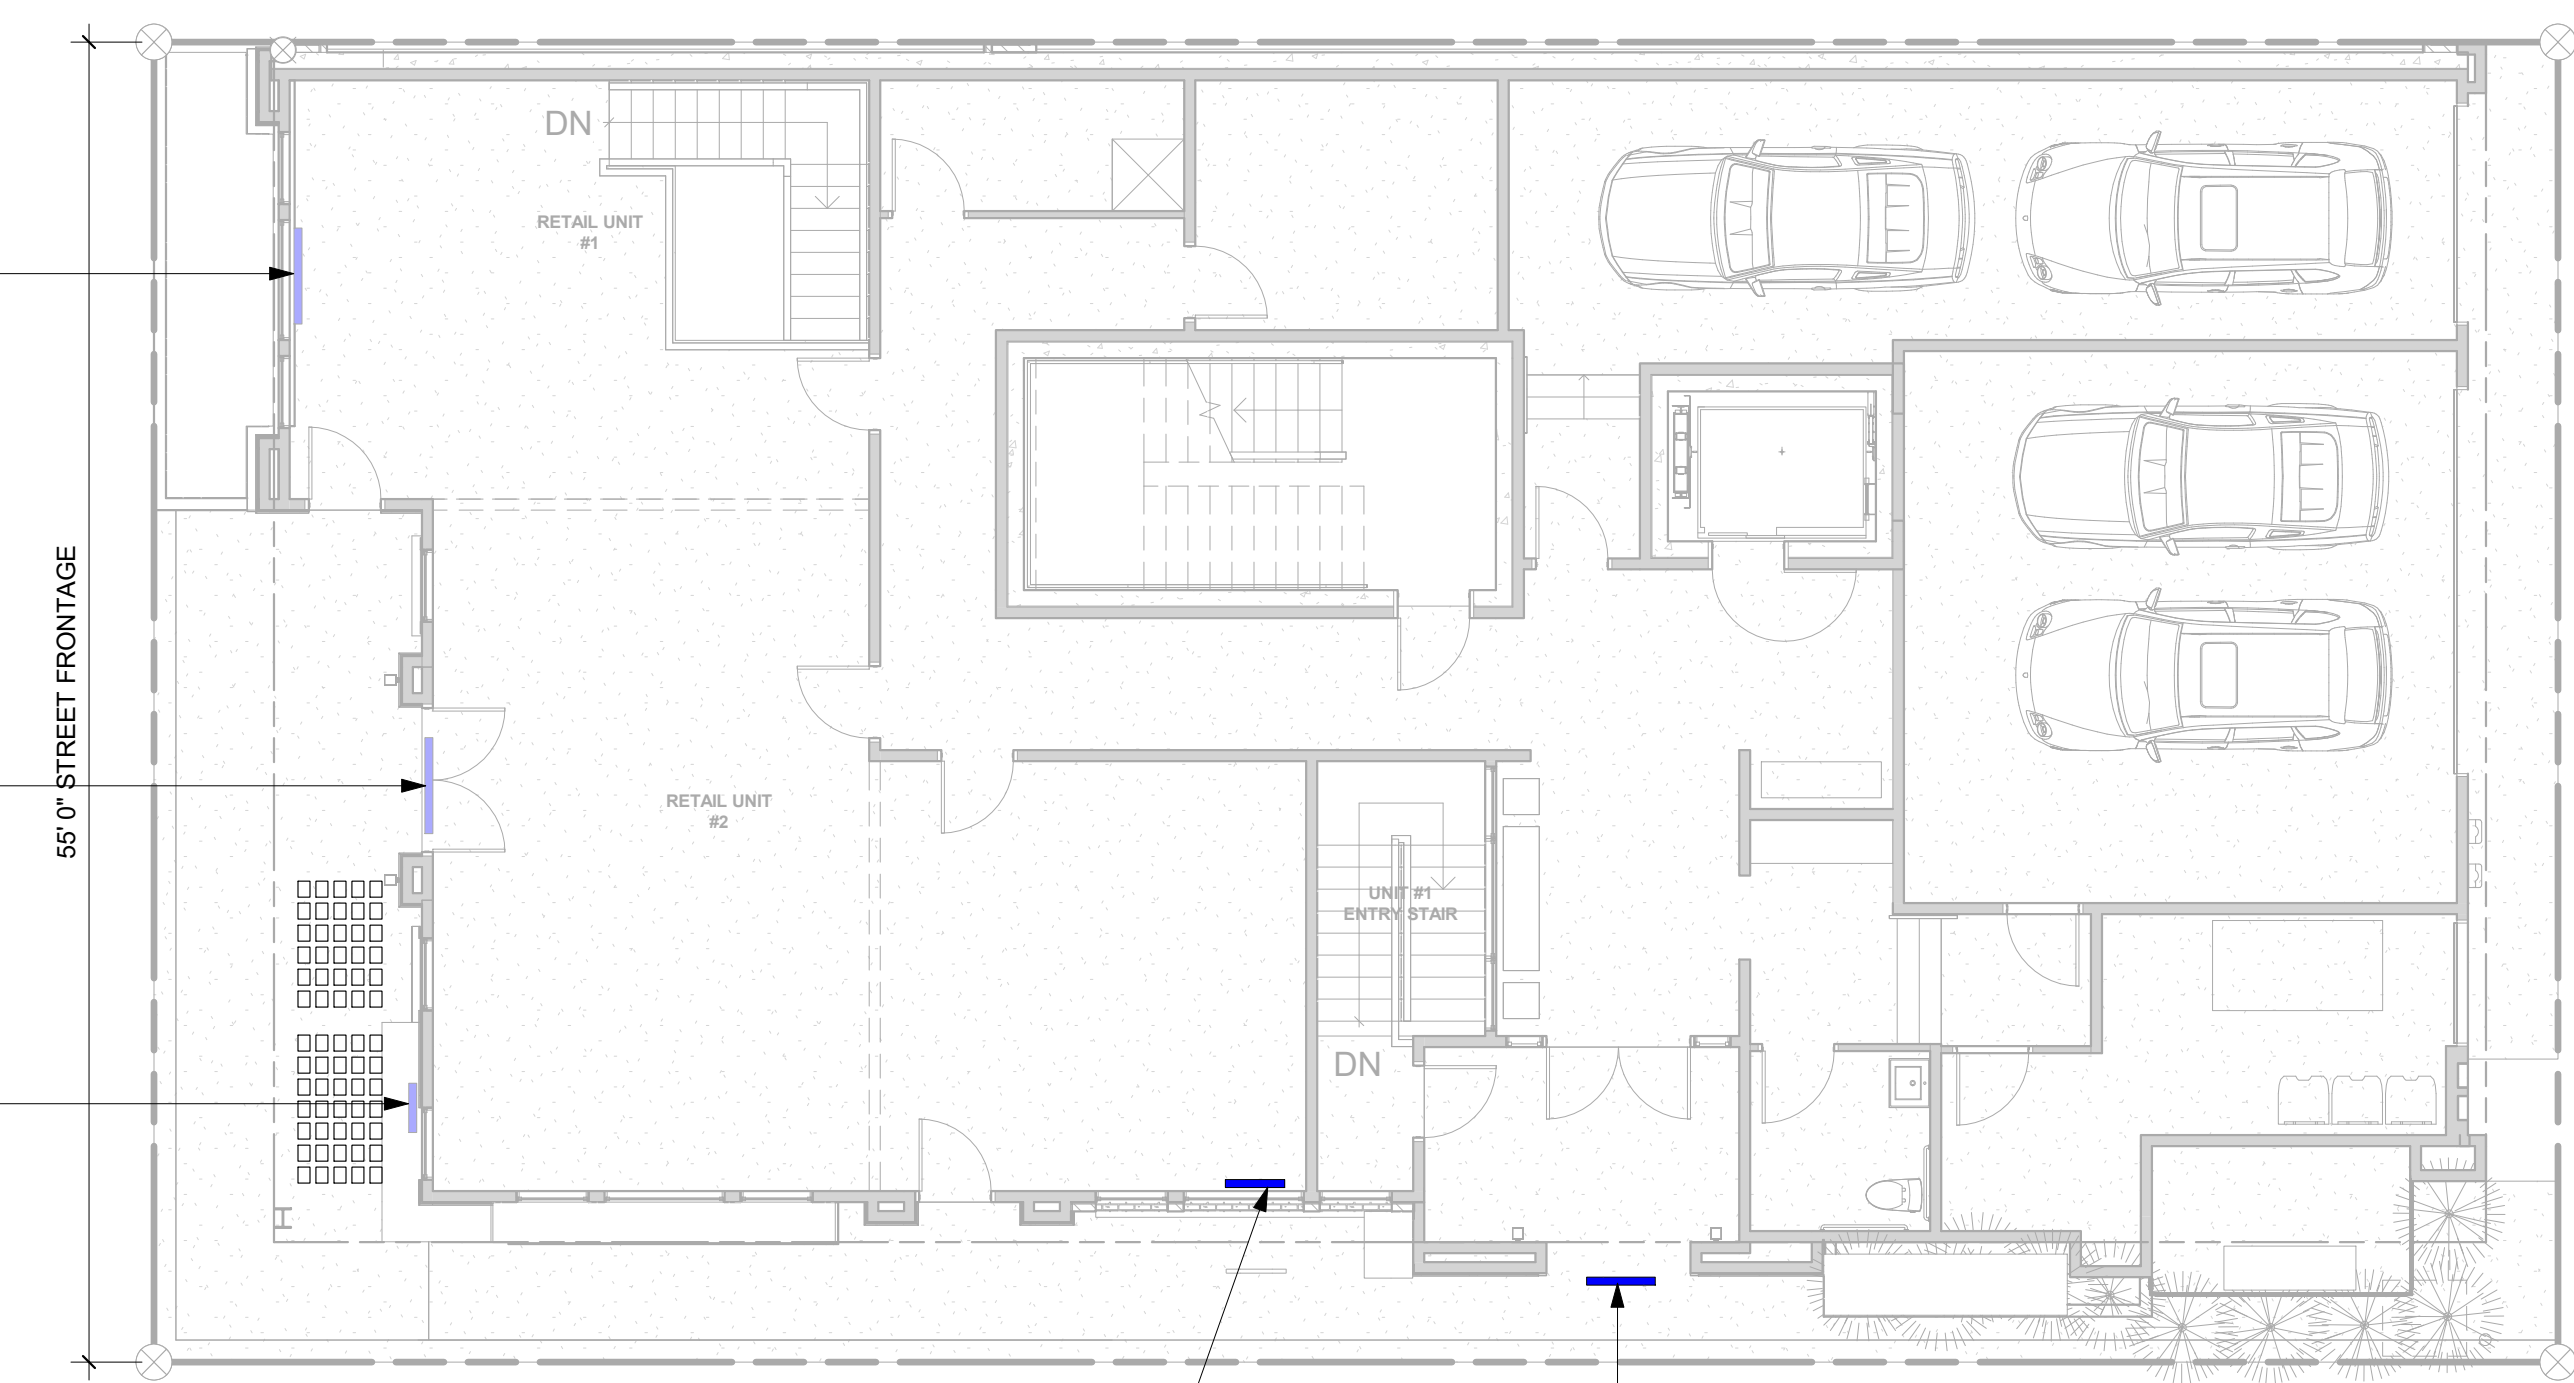 DN
RETAIL UNIT
#1
55' 0" STREET FRONTAGE
RETAIL UNIT
#2
UNIT #1
ENTRY STAIR
DN
H